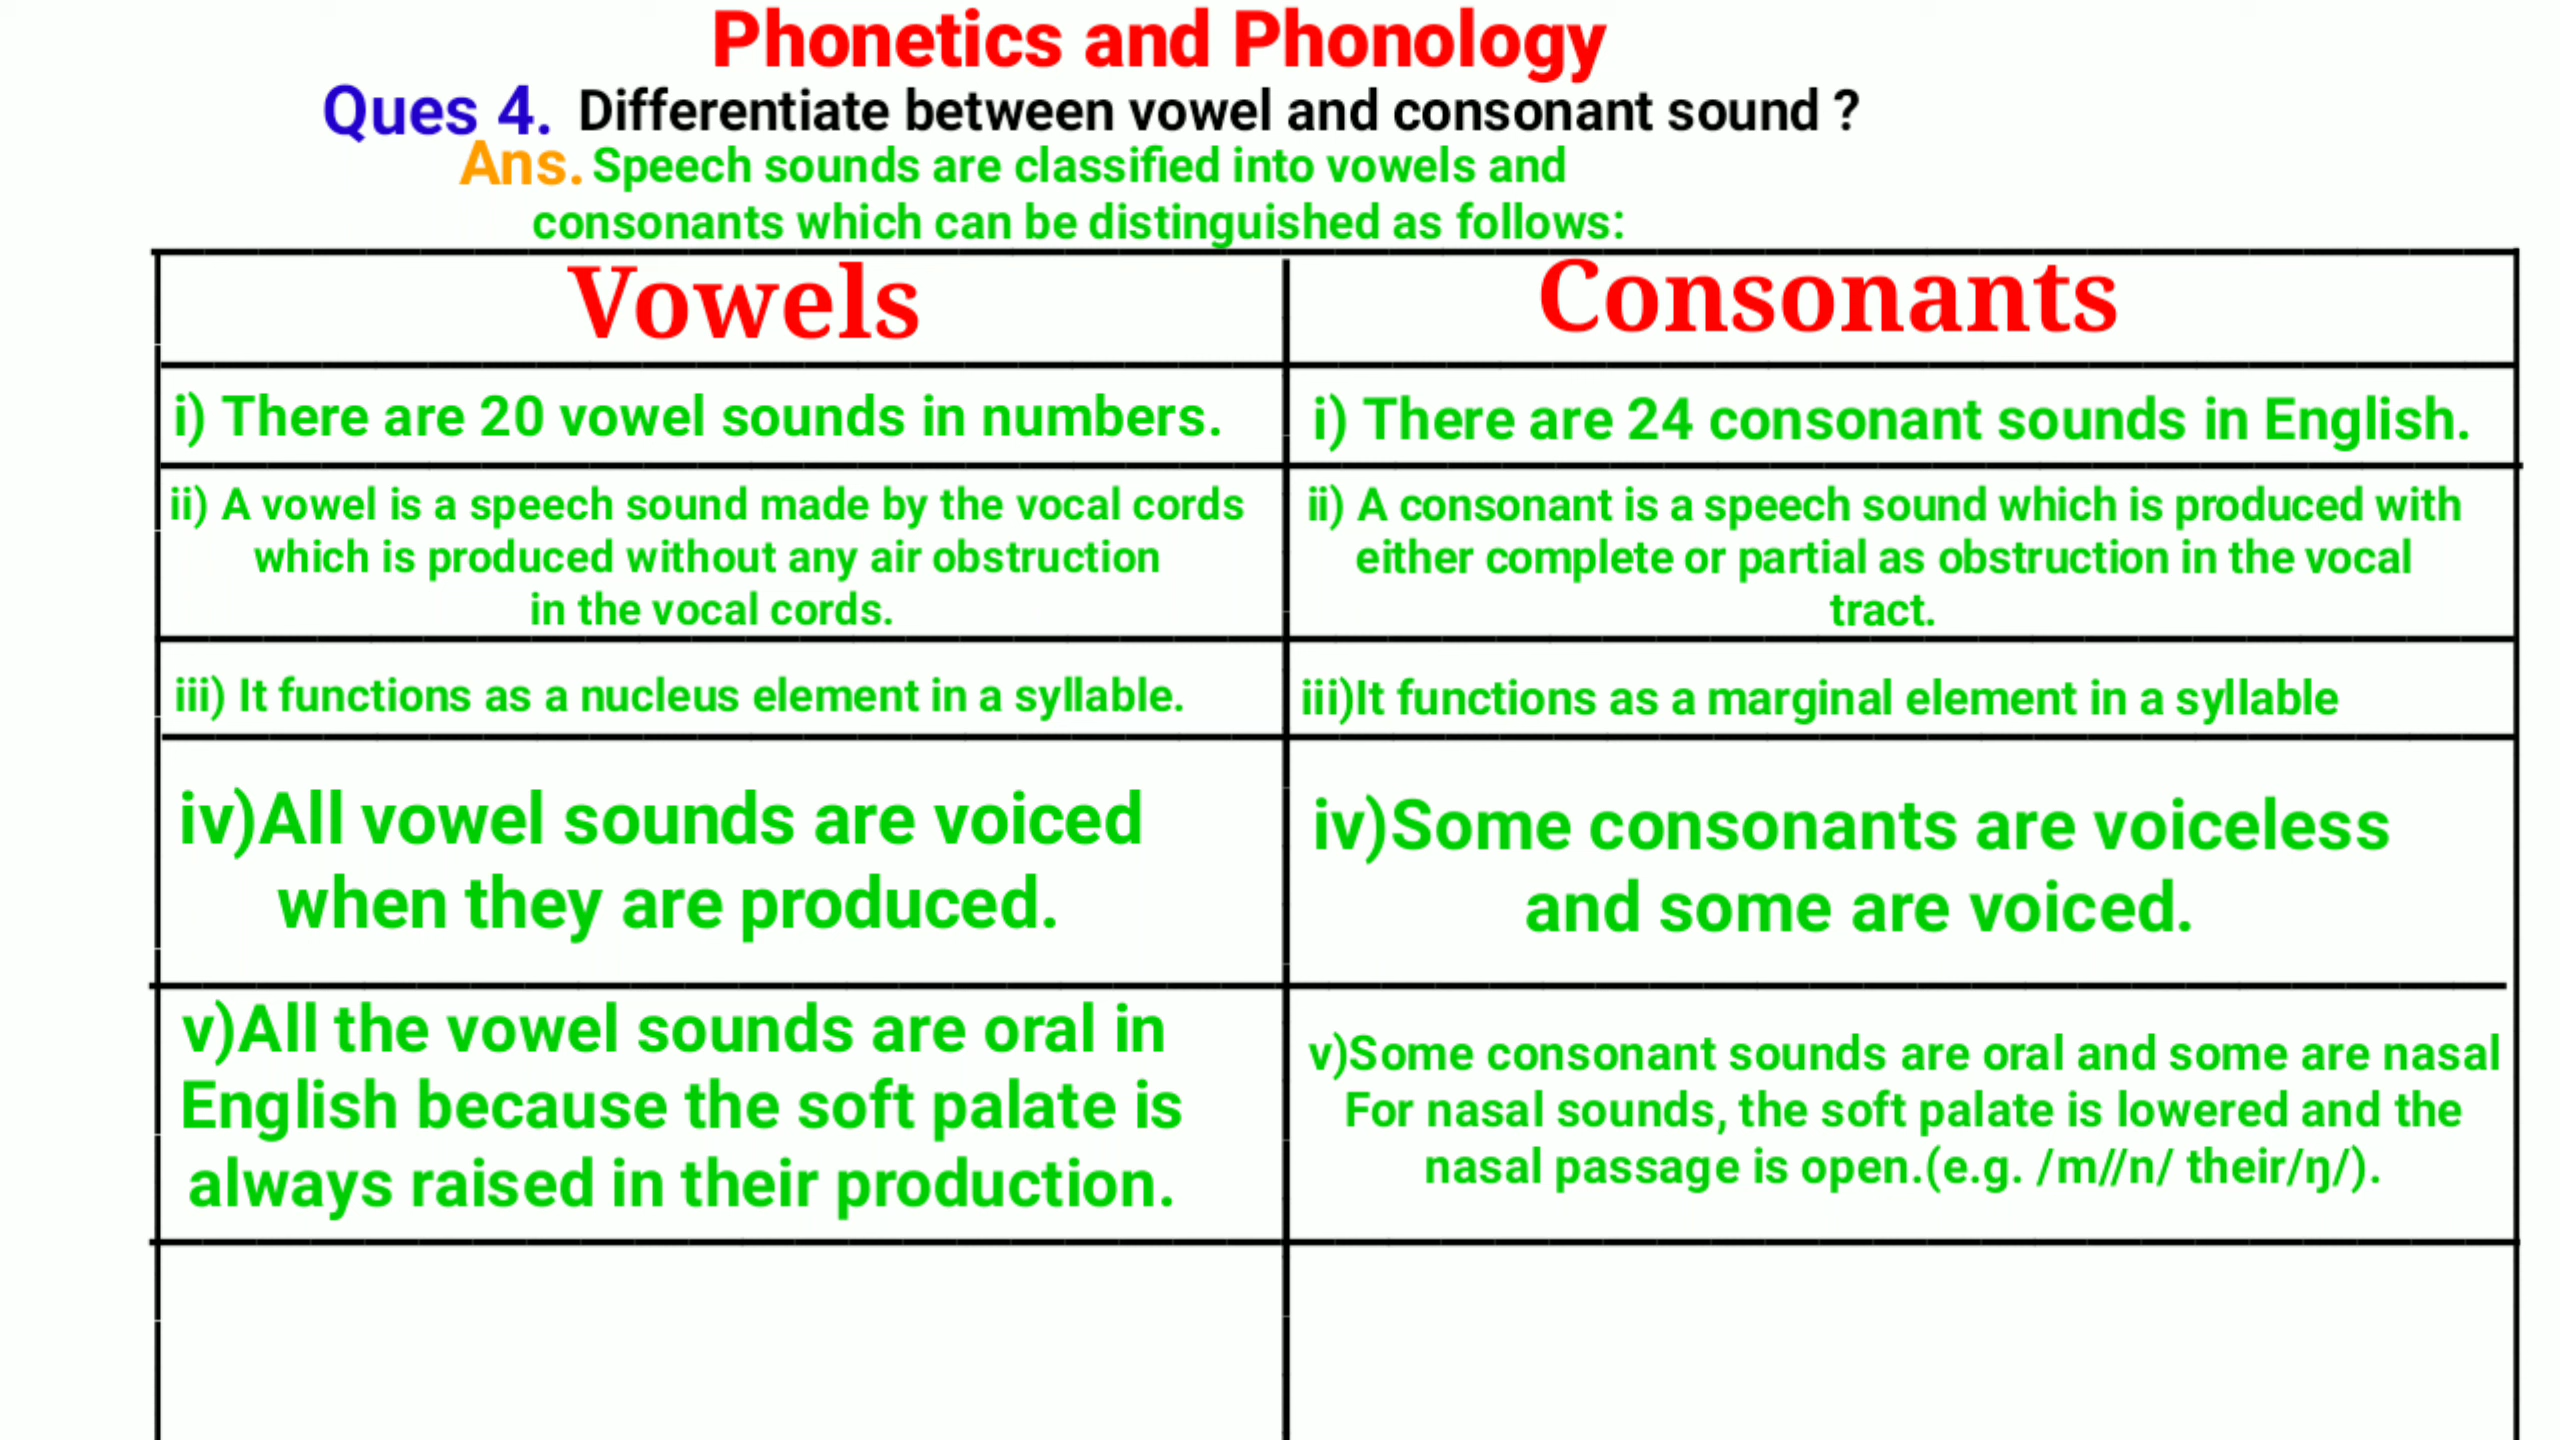 Phonetics and Phonology
Ques 4. Differentiate between vowel and consonant sound ?
Ans. Speech sounds are classified into vowels and
consonants which can be distinguished as follows:
Vowels
Consonants
i) There are 20 vowel sounds in numbers.
i) There are 24 consonant sounds in English.
ii) A vowel is a speech sound made by the vocal cords
which is produced without any air obstruction
in the vocal cords.
ii) A consonant is a speech sound which is produced with
either complete or partial as obstruction in the vocal
tract.
iii) It functions as a nucleus element in a syllable.
iii)It functions as a marginal element in a syllable
iv)All vowel sounds are voiced
when they are produced.
iv)Some consonants are voiceless
and some are voiced.
v)All the vowel sounds are oral in
English because the soft palate is
always raised in their production.
v)Some consonant sounds are oral and some are nasal
For nasal sounds, the soft palate is lowered and the
nasal passage is open.(e.g. /m//n/ their/ŋ/).